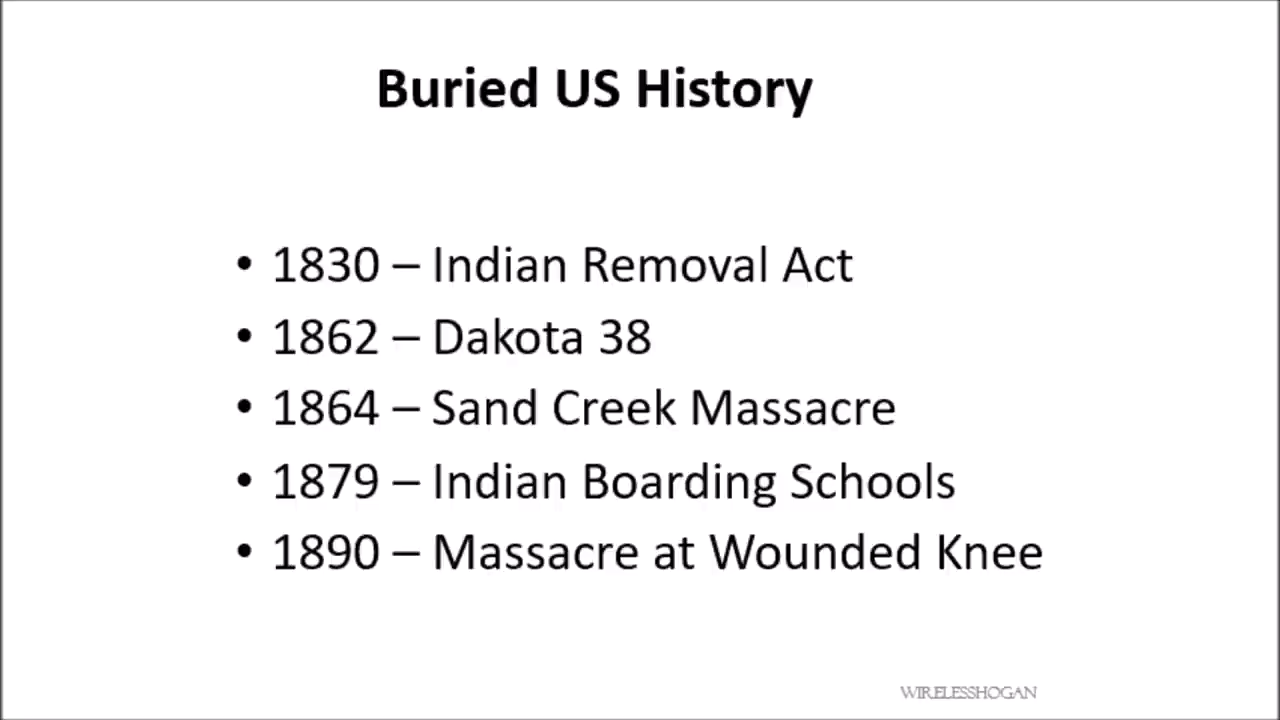 Buried US History
• 1830 – Indian Removal Act
• 1862 – Dakota 38
• 1864 – Sand Creek Massacre
• 1879 – Indian Boarding Schools
• 1890 – Massacre at Wounded Knee
WIRELESSHOGAN